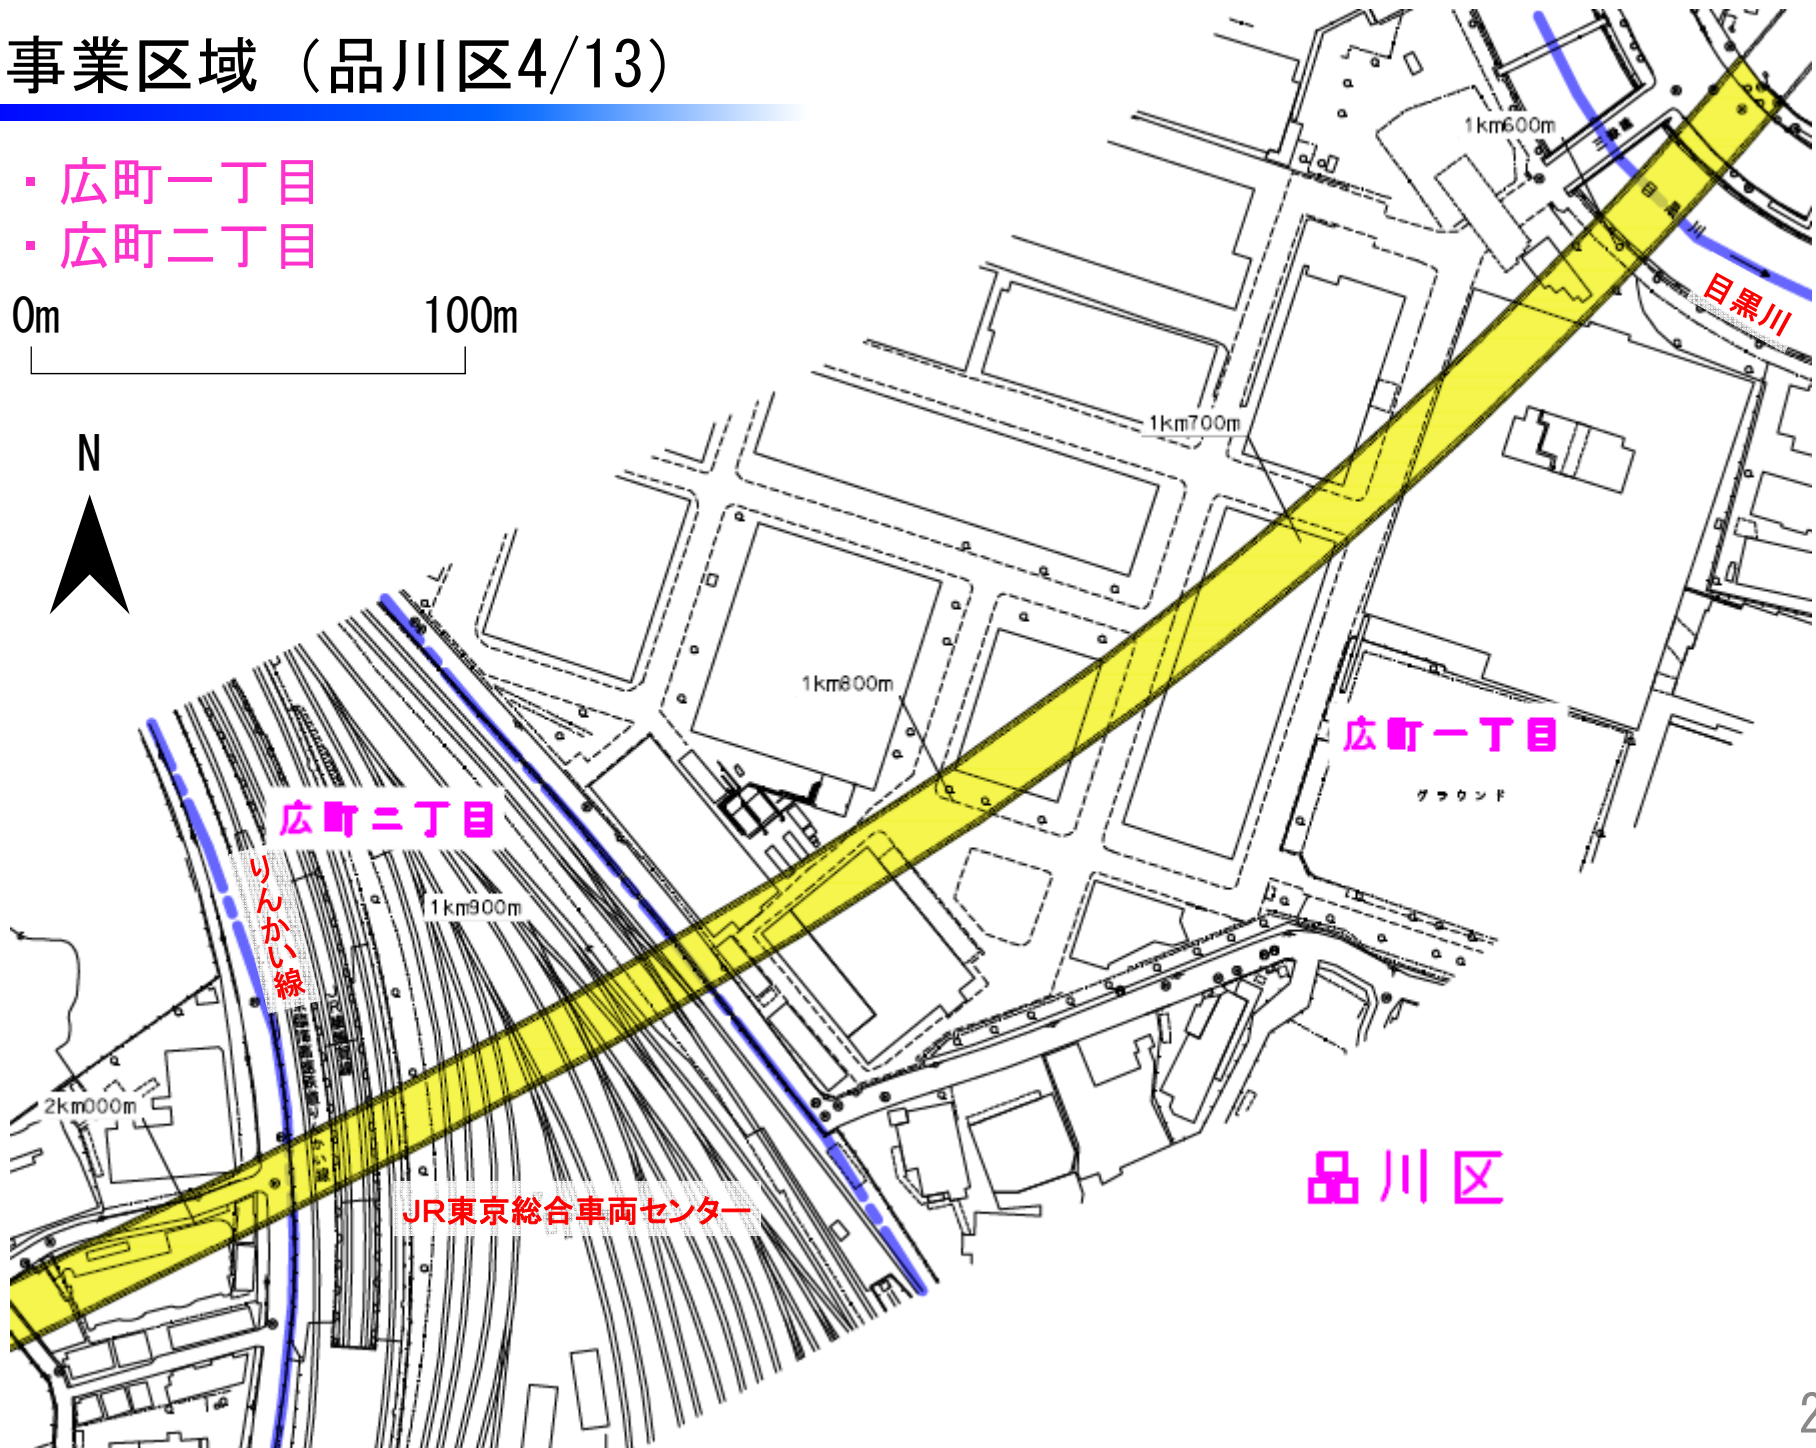 事業区域（品川区4/13）
・広町一丁目
・広町二丁目
0m 100m
N
1km600m
目黒川
1km700m
1km800m
広町一丁目
グラウンド
広町二丁目
りんかい線
1km900m
2km000m
JR東京総合車両センター
品川区
2